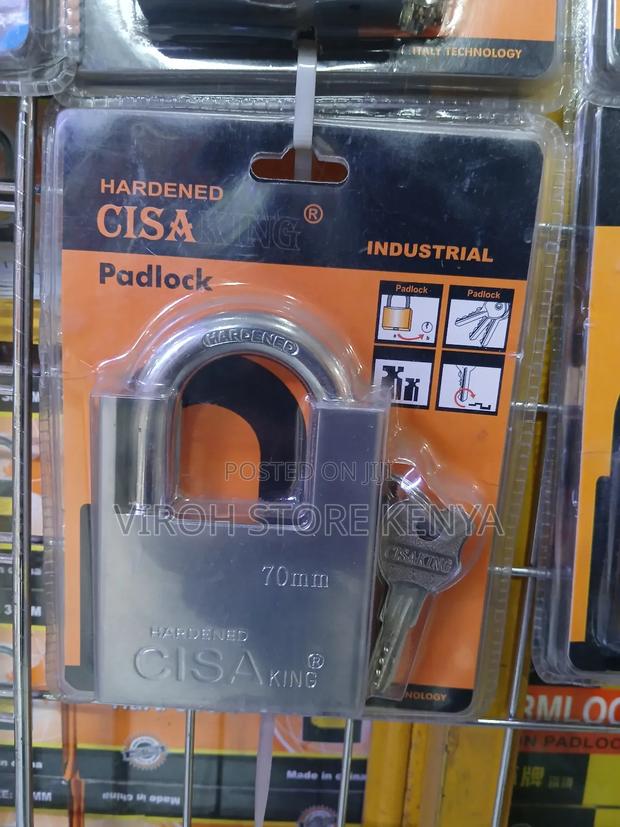 ITALY TECHNOLOGY
HARDENED
CISAKING®
INDUSTRIAL
Padlock
Padlock
Padlock
HARDENED
POSTED ON JIJI
VIROH STORE KENYA
CISAKING
70mm
HARDENED
CISA KING®
NOLOGY
RMLOC
N PADLOC
Made in china
Made in China